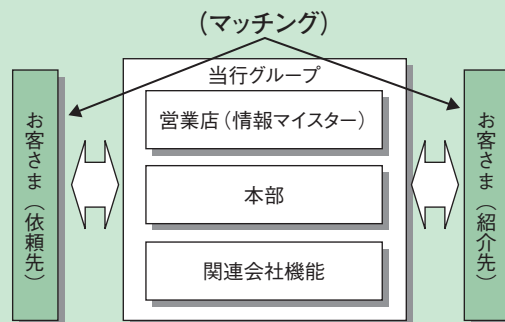 (マッチング)
当行グループ
営業店(情報マイスター)
本部
関連会社機能
お客さま(依頼先)
お客さま(紹介先)